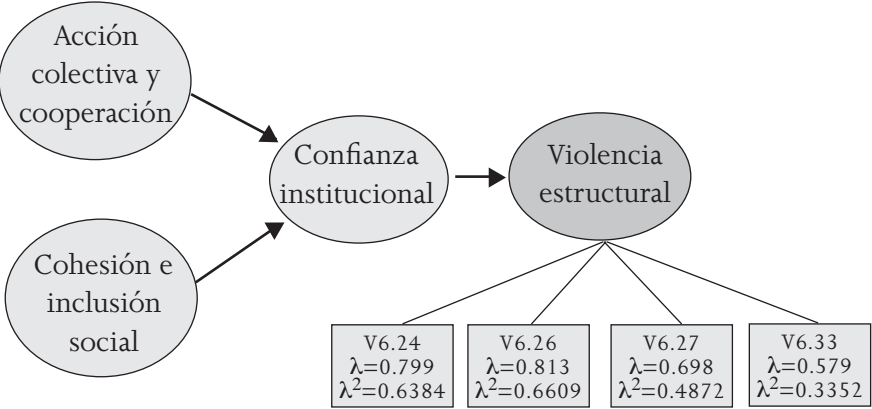 Acción
colectiva y
cooperación
Confianza
institucional
Violencia
estructural
Cohesión e
inclusión
social
V6.24
λ=0.799
λ²=0.6384
V6.26
λ=0.813
λ²=0.6609
V6.27
λ=0.698
λ²=0.4872
V6.33
λ=0.579
λ²=0.3352